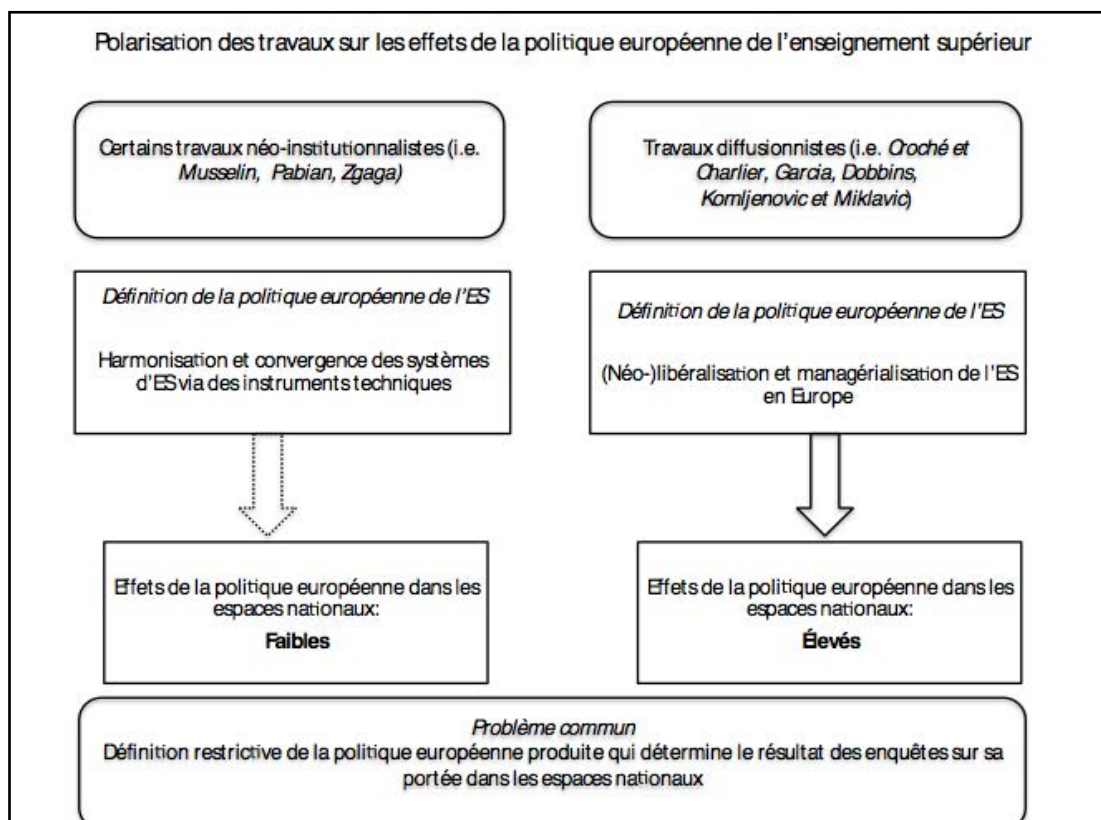 Polarisation des travaux sur les effets de la politique européenne de l'enseignement supérieur
Certains travaux néo-institutionnalistes (i.e.
Musselin, Pabian, Zgaga)
Travaux diffusionnistes (i.e. Croché et
Charlier, Garcia, Dobbins,
Komljenovic et Miklavic)
Définition de la politique européenne de l'ES
Harmonisation et convergence des systèmes
d'ES via des instruments techniques
Définition de la politique européenne de l'ES
(Néo-)libéralisation et managérialisation de l'ES
en Europe
Effets de la politique européenne dans les
espaces nationaux:
Faibles
Effets de la politique européenne dans les
espaces nationaux:
Élevés
Problème commun
Définition restrictive de la politique européenne produite qui détermine le résultat des enquêtes sur sa
portée dans les espaces nationaux